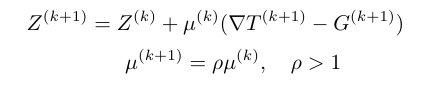 Z^{(k+1)} = Z^{(k)} + μ^{(k)}(∇T^{(k+1)} − G^{(k+1)})
μ^{(k+1)} = ρμ^{(k)}, ρ > 1